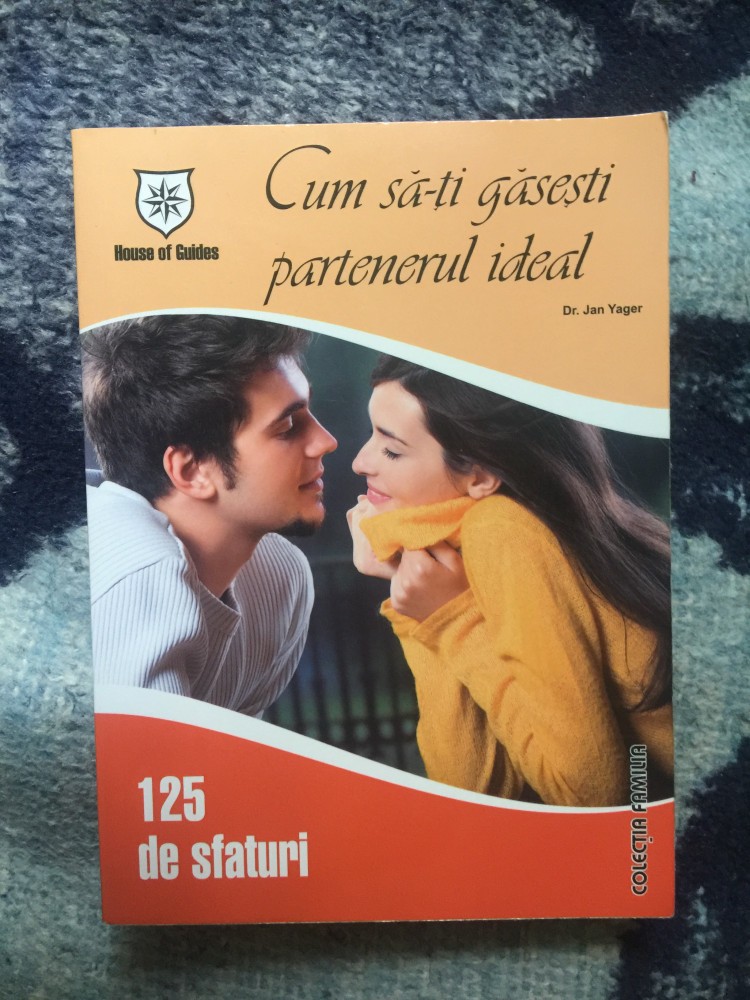 House of Guides
Cum să-ți găsești
partenerul ideal
Dr. Jan Yager
125
de sfaturi
COLECȚIA FAMILIA